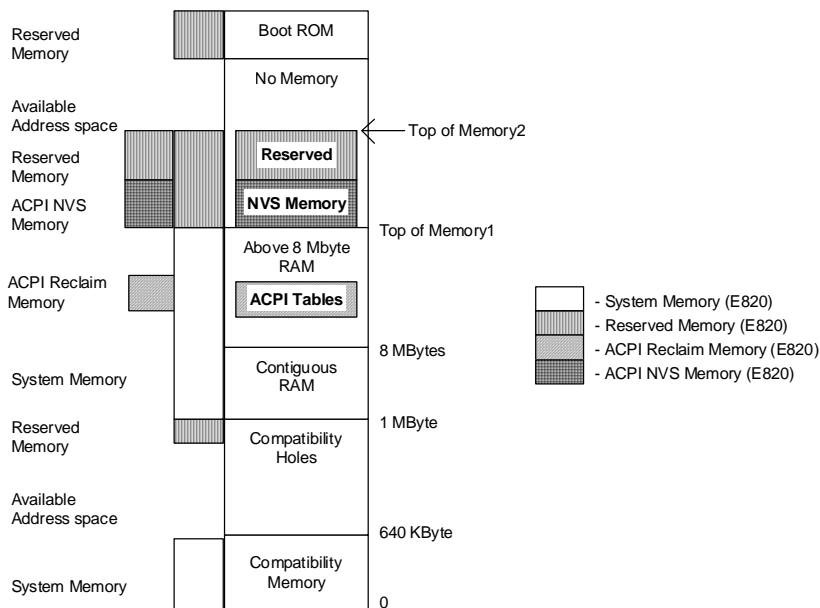 Reserved
Memory
Boot ROM
No Memory
Available
Address space
Top of Memory2
Reserved
Memory
Reserved
ACPI NVS
Memory
NVS Memory
Top of Memory1
Above 8 Mbyte
RAM
ACPI Reclaim
Memory
ACPI Tables
- System Memory (E820)
- Reserved Memory (E820)
- ACPI Reclaim Memory (E820)
- ACPI NVS Memory (E820)
8 MBytes
System Memory
Contiguous
RAM
1 MByte
Reserved
Memory
Compatibility
Holes
Available
Address space
640 KByte
System Memory
Compatibility
Memory
0